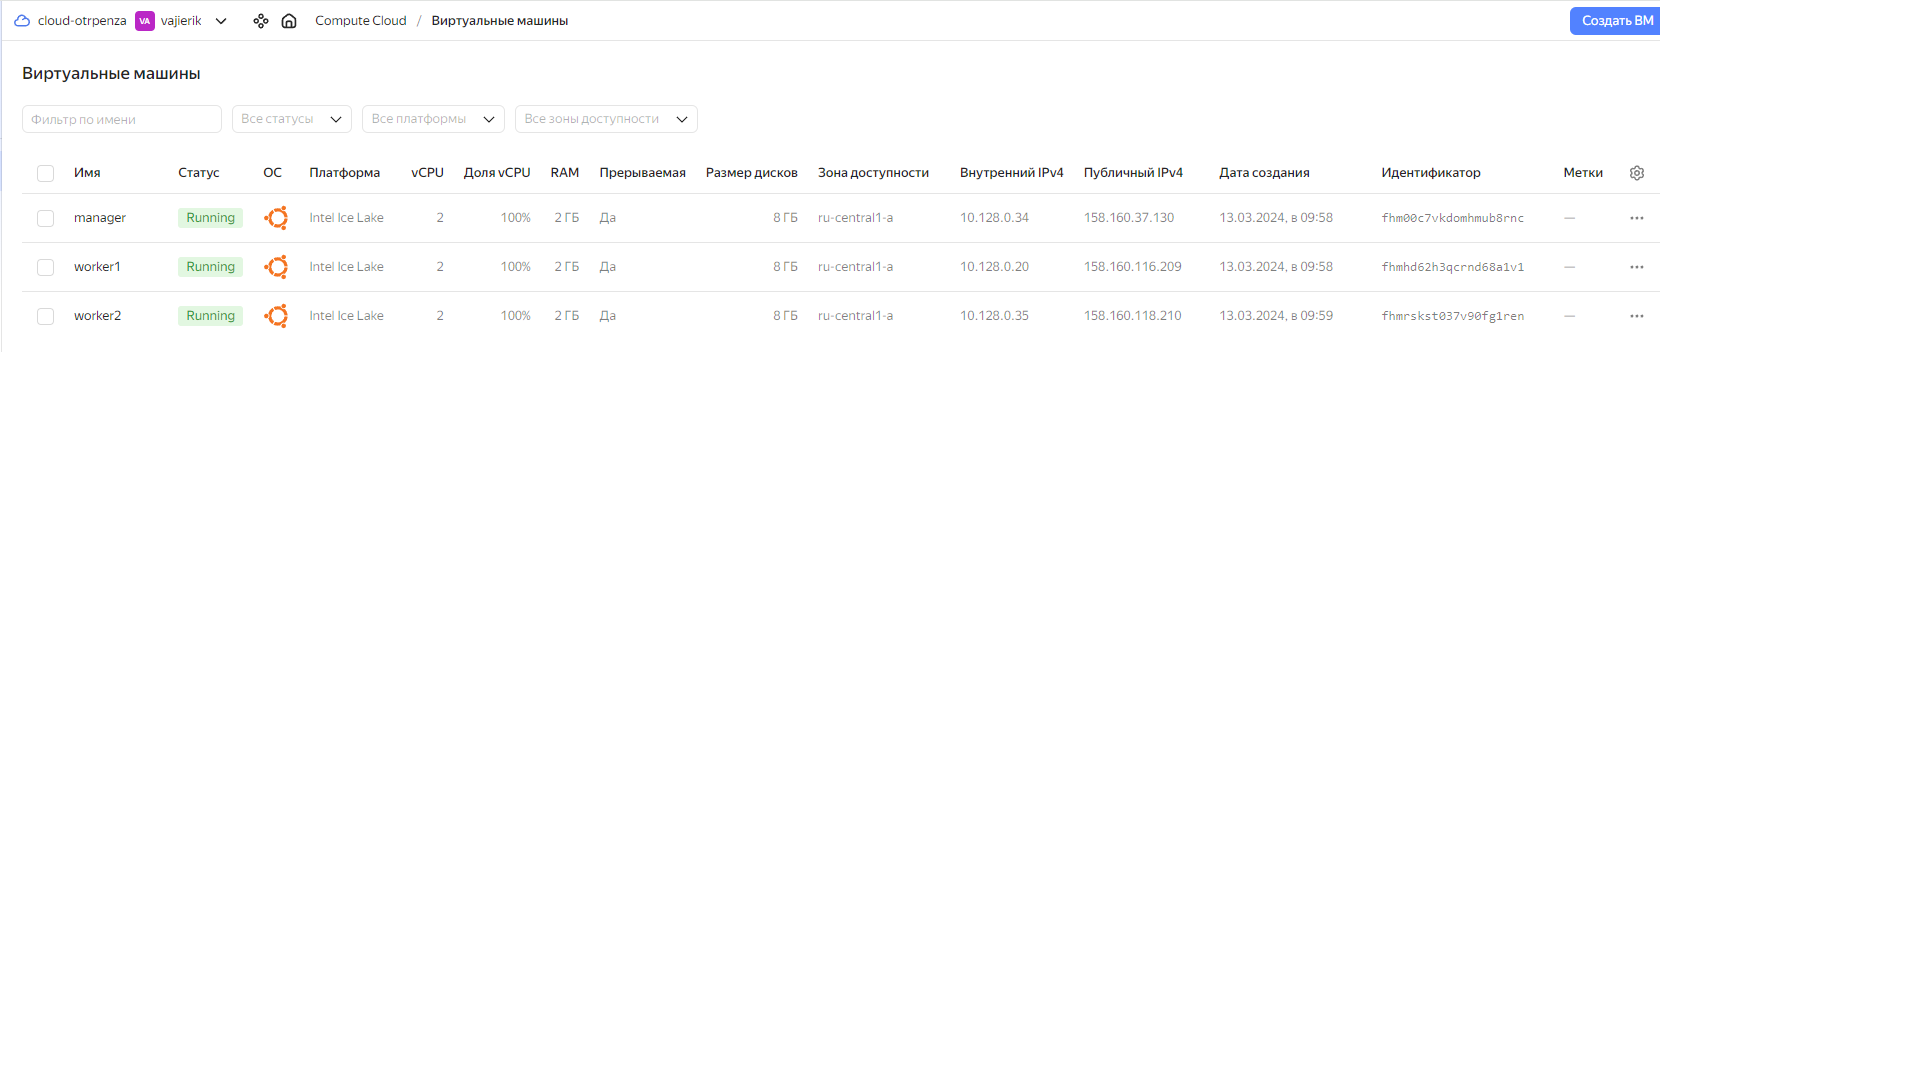 cloud-otrpenza VA vajierik Compute Cloud / Виртуальные машины Создать ВМ
Виртуальные машины
Фильтр по имени Все статусы Все платформы Все зоны доступности
Имя Статус ОС Платформа vCPU Доля vCPU RAM Прерываемая Размер дисков Зона доступности Внутренний IPv4 Публичный IPv4 Дата создания Идентификатор Метки
manager Running Intel Ice Lake 2 100% 2 ГБ Да 8 ГБ ru-central1-a 10.128.0.34 158.160.37.130 13.03.2024, в 09:58 fhm00c7vkdomhmub8rnc —
worker1 Running Intel Ice Lake 2 100% 2 ГБ Да 8 ГБ ru-central1-a 10.128.0.20 158.160.116.209 13.03.2024, в 09:58 fhmhd62h3qcrnd68a1v1 —
worker2 Running Intel Ice Lake 2 100% 2 ГБ Да 8 ГБ ru-central1-a 10.128.0.35 158.160.118.210 13.03.2024, в 09:59 fhmrskst037v90fg1ren —